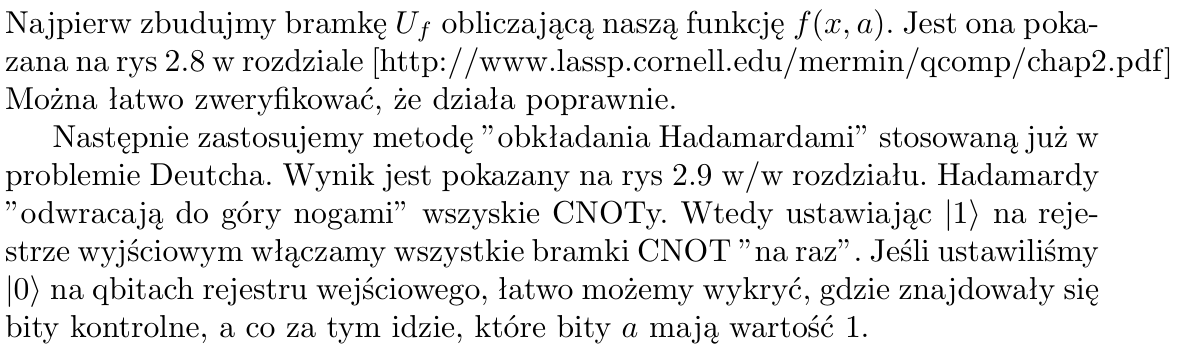 Najpierw zbudujmy bramkę U_f obliczającą naszą funkcję f(x, a). Jest ona poka-
zana na rys 2.8 w rozdziale [http://www.lassp.cornell.edu/mermin/qcomp/chap2.pdf]
Można łatwo zweryfikować, że działa poprawnie.
Następnie zastosujemy metodę ”obkładania Hadamardami” stosowaną już w
problemie Deutcha. Wynik jest pokazany na rys 2.9 w/w rozdziału. Hadamardy
”odwracają do góry nogami” wszyskie CNOTy. Wtedy ustawiając |1⟩ na reje-
strze wyjściowym włączamy wszystkie bramki CNOT ”na raz”. Jeśli ustawiliśmy
|0⟩ na qbitach rejestru wejściowego, łatwo możemy wykryć, gdzie znajdowały się
bity kontrolne, a co za tym idzie, które bity a mają wartość 1.